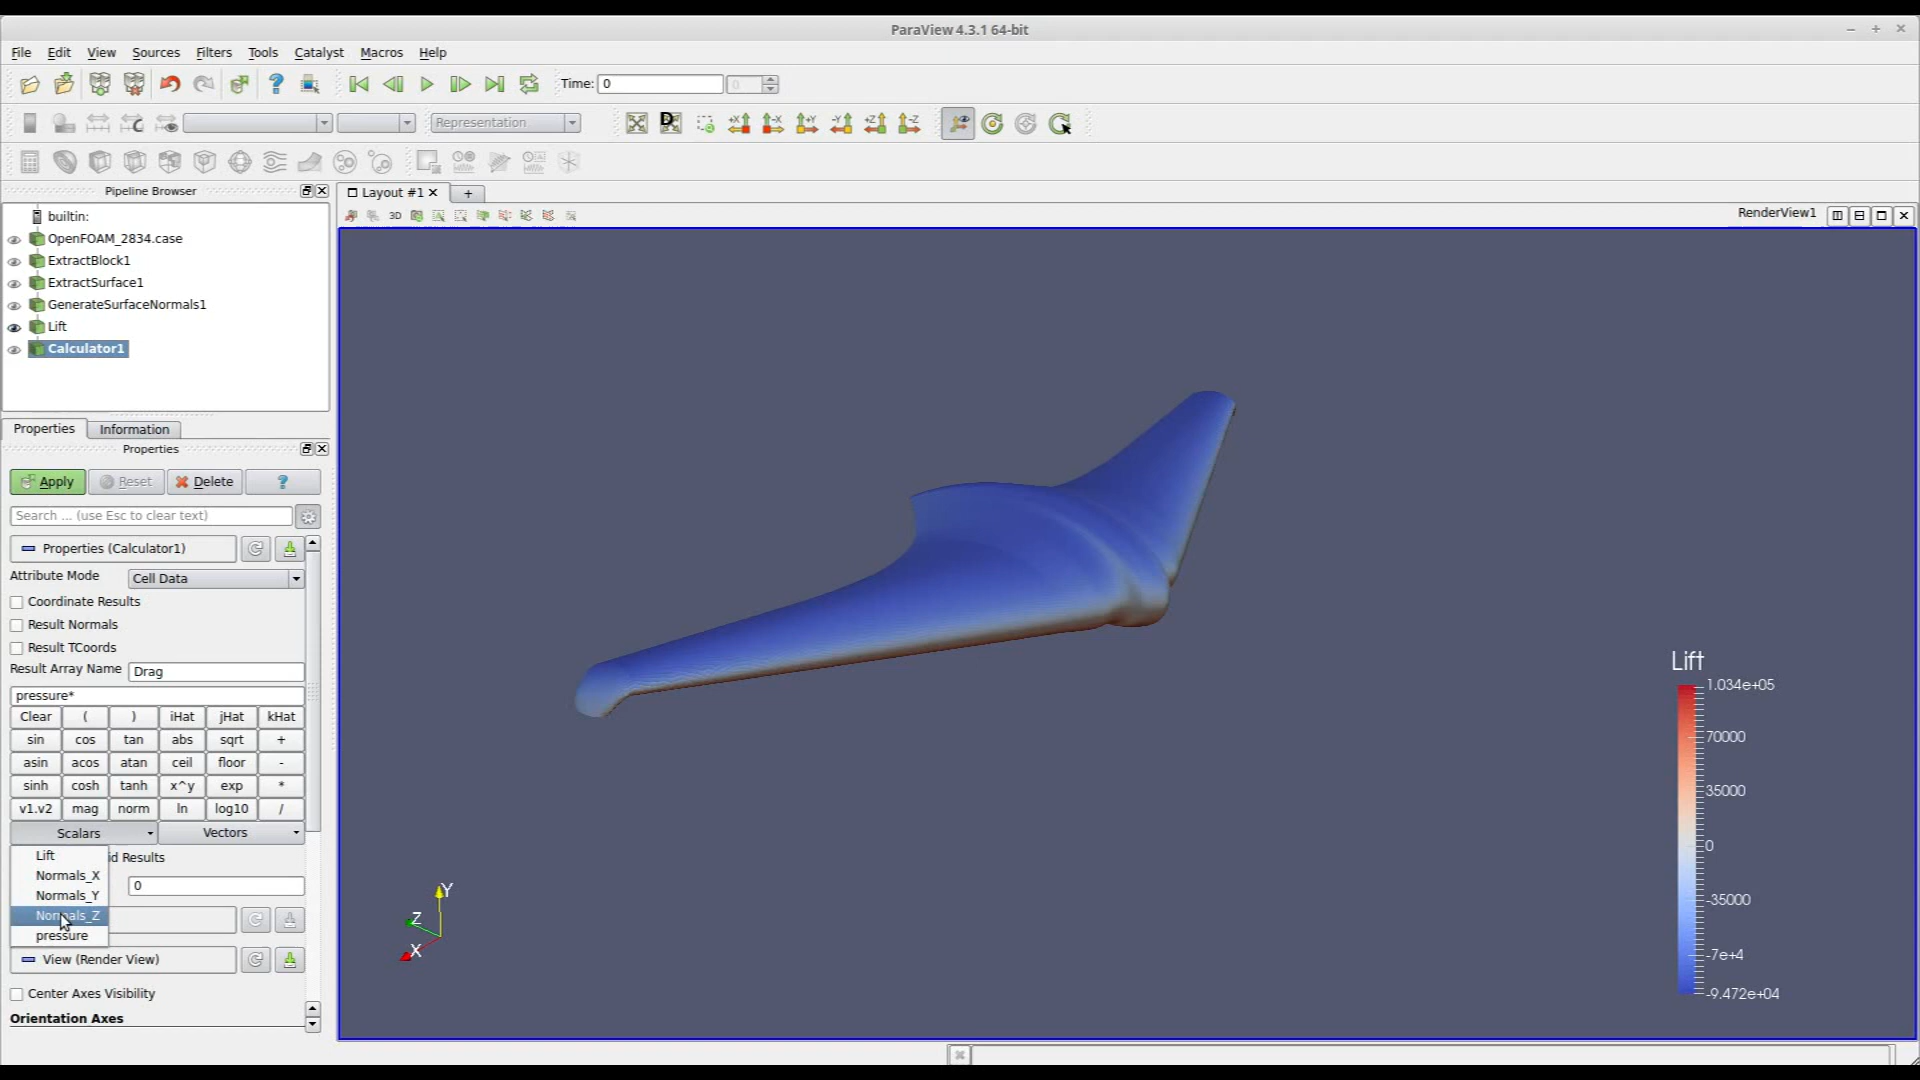 ParaView 4.3.1 64-bit
File Edit View Sources Filters Tools Catalyst Macros Help
Time: 0 0
Representation
D +X -X +Y -Y +Z -Z
Pipeline Browser
Layout #1
+
3D
RenderView1
builtin:
OpenFOAM_2834.case
ExtractBlock1
ExtractSurface1
GenerateSurfaceNormals1
Lift
Calculator1
Properties Information
Properties
Apply Reset Delete ?
Search ... (use Esc to clear text)
Properties (Calculator1)
Attribute Mode Cell Data
Coordinate Results
Result Normals
Result TCoords
Result Array Name Drag
pressure*
Clear ( ) iHat jHat kHat
sin cos tan abs sqrt +
asin acos atan ceil floor -
sinh cosh tanh x^y exp *
v1.v2 mag norm ln log10 /
Scalars Vectors
Lift
id Results
Normals_X
0
Normals_Y
Normals_Z
pressure
View (Render View)
Center Axes Visibility
Orientation Axes
Y
Z
X
Lift
1.034e+05
70000
35000
0
-35000
-7e+4
-9.472e+04